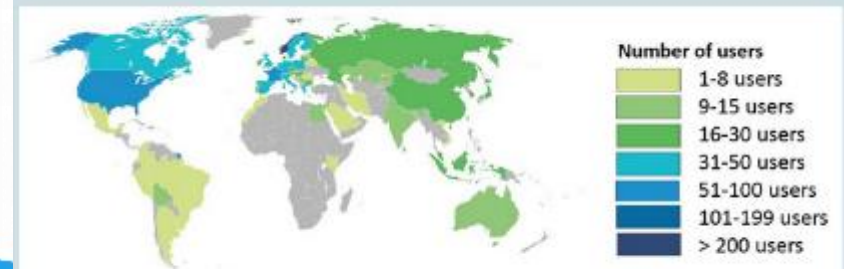 Number of users
1-8 users
9-15 users
16-30 users
31-50 users
51-100 users
101-199 users
> 200 users